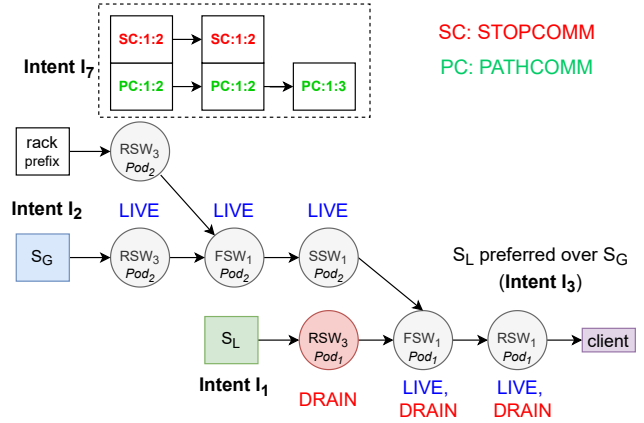 SC:1:2 SC:1:2
SC: STOPCOMM
Intent I7
PC:1:2 PC:1:2 PC:1:3
PC: PATHCOMM
rack
prefix
RSW3
Pod2
Intent I2
LIVE LIVE LIVE
SG
RSW3
Pod2
FSW1
Pod2
SSW1
Pod2
SL preferred over SG
(Intent I3)
SL
RSW3
Pod1
FSW1
Pod1
RSW1
Pod1
client
Intent I1
DRAIN
LIVE,
DRAIN
LIVE,
DRAIN